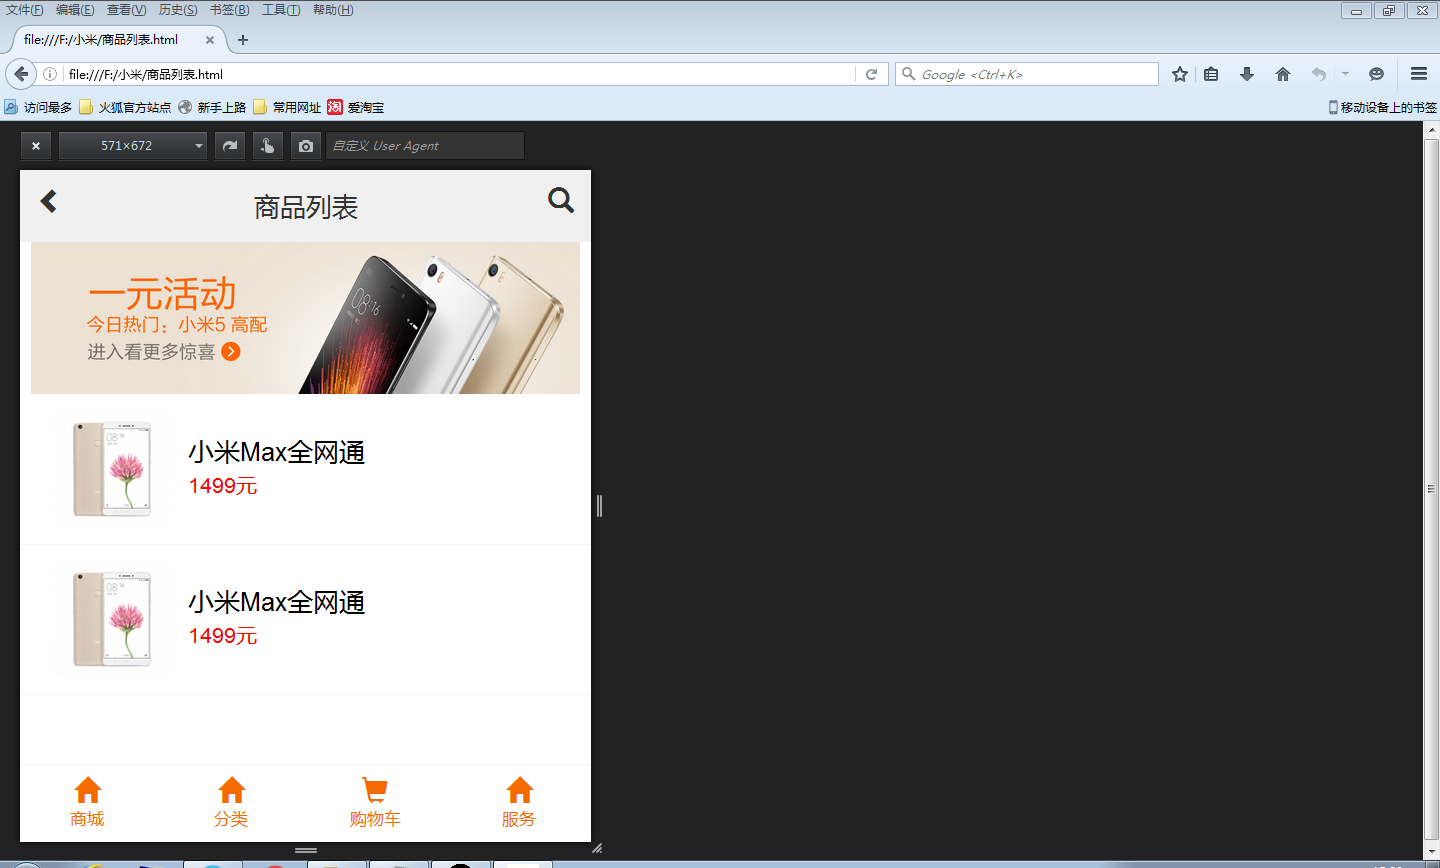 文件(F) 编辑(E) 查看(V) 历史(S) 书签(B) 工具(T) 帮助(H)
file:///F:/小米/商品列表.html
file:///F:/小米/商品列表.html
Google <Ctrl+K>
访问最多 火狐官方站点 新手上路 常用网址 淘 爱淘宝 移动设备上的书签
571×672 自定义 User Agent
商品列表
一元活动
今日热门：小米5 高配
进入看更多惊喜
08:16
小米Max全网通
1499元
小米Max全网通
1499元
商城 分类 购物车 服务